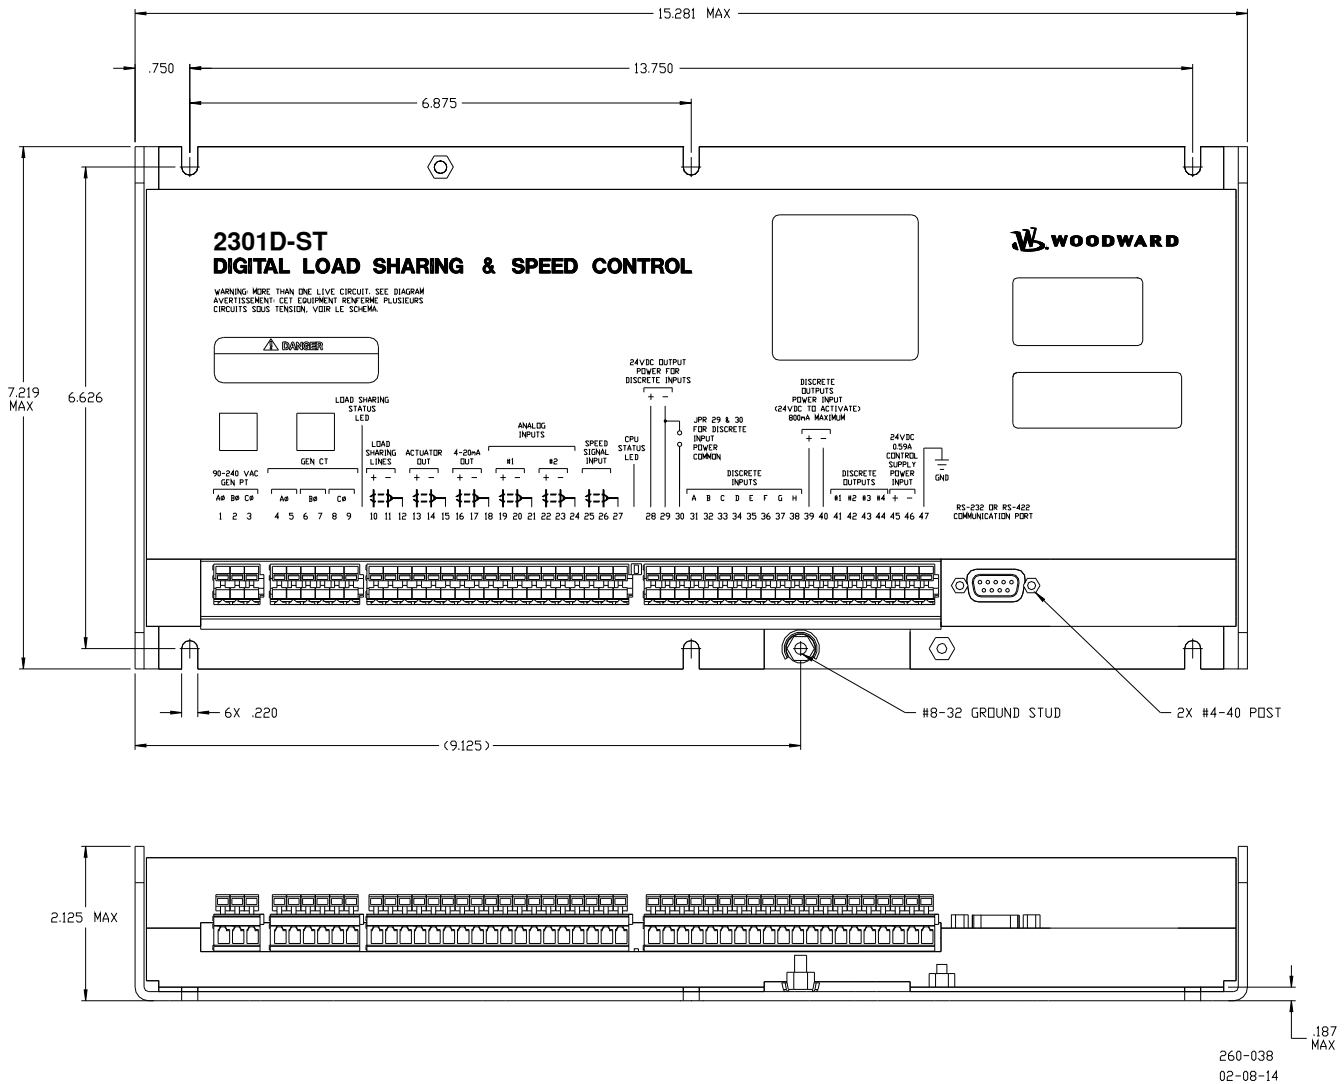 15.281 MAX
.750
13.750
6.875
7.219
MAX
6.626
2301D-ST
DIGITAL LOAD SHARING & SPEED CONTROL
WARNING: MORE THAN ONE LIVE CIRCUIT. SEE DIAGRAM
AVERTISSEMENT: CET EQUIPMENT RENFERME PLUSIEURS
CIRCUITS SOUS TENSION, VOIR LE SCHEMA.
WOODWARD
DANGER
LOAD SHARING
STATUS
LED
90-240 VAC
GEN PT
AØ BØ CØ
GEN CT
AØ BØ CØ
LOAD
SHARING
LINES
+ −
ACTUATOR
OUT
+ −
4-20mA
OUT
+ −
ANALOG
INPUTS
#1 #2
+ − + −
SPEED
SIGNAL
INPUT
CPU
STATUS
LED
24VDC OUTPUT
POWER FOR
DISCRETE INPUTS
+ −
JPR 29 & 30
FOR DISCRETE
INPUT
POWER
COMMON
DISCRETE
INPUTS
A B C D E F G H
DISCRETE
OUTPUTS
POWER INPUT
(24VDC TO ACTIVATE)
800mA MAXIMUM
+ −
DISCRETE
OUTPUTS
#1 #2 #3 #4
24VDC
0.59A
CONTROL
SUPPLY
POWER
INPUT
+ −
GND
1 2 3 4 5 6 7 8 9 10 11 12 13 14 15 16 17 18 19 20 21 22 23 24 25 26 27 28 29 30 31 32 33 34 35 36 37 38 39 40 41 42 43 44 45 46 47
RS-232 OR RS-422
COMMUNICATION PORT
6X .220
#8-32 GROUND STUD
2X #4-40 POST
(9.125)
2.125 MAX
.187
MAX
260-038
02-08-14